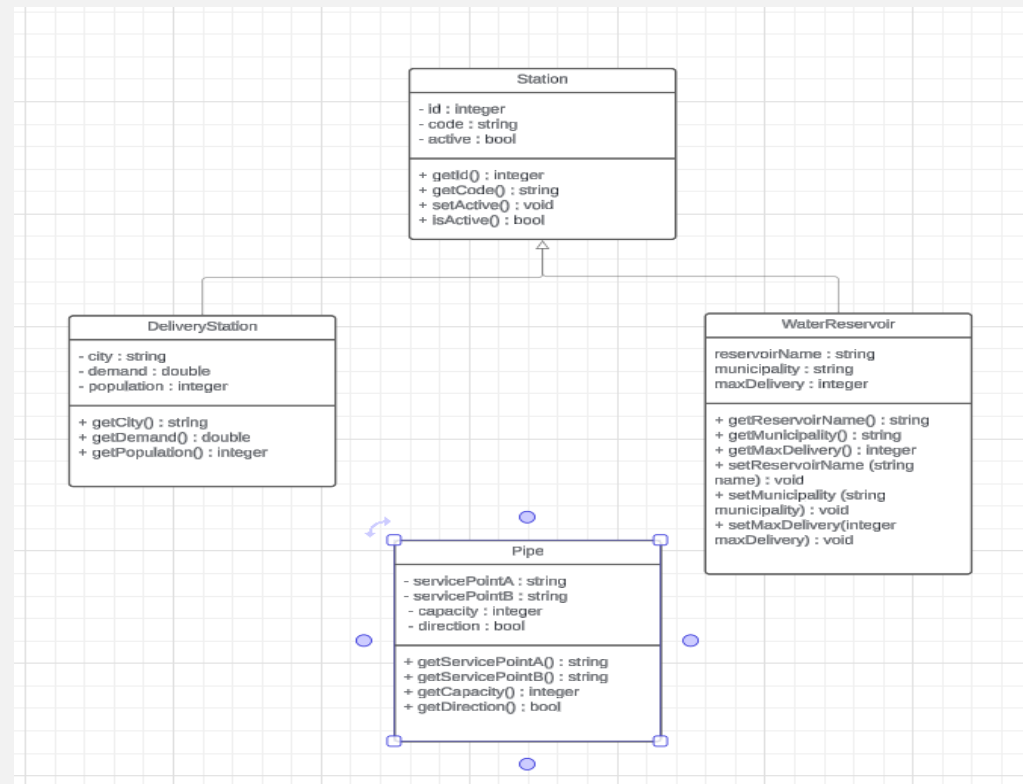 Station
- id : integer
- code : string
- active : bool
+ getId() : integer
+ getCode() : string
+ setActive() : void
+ isActive() : bool
DeliveryStation
- city : string
- demand : double
- population : integer
+ getCity() : string
+ getDemand() : double
+ getPopulation() : integer
WaterReservoir
reservoirName : string
municipality : string
maxDelivery : integer
+ getReservoirName() : string
+ getMunicipality() : string
+ getMaxDelivery() : integer
+ setReservoirName (string
name) : void
+ setMunicipality (string
municipality) : void
+ setMaxDelivery(integer
maxDelivery) : void
Pipe
- servicePointA : string
- servicePointB : string
- capacity : integer
- direction : bool
+ getServicePointA() : string
+ getServicePointB() : string
+ getCapacity() : integer
+ getDirection() : bool